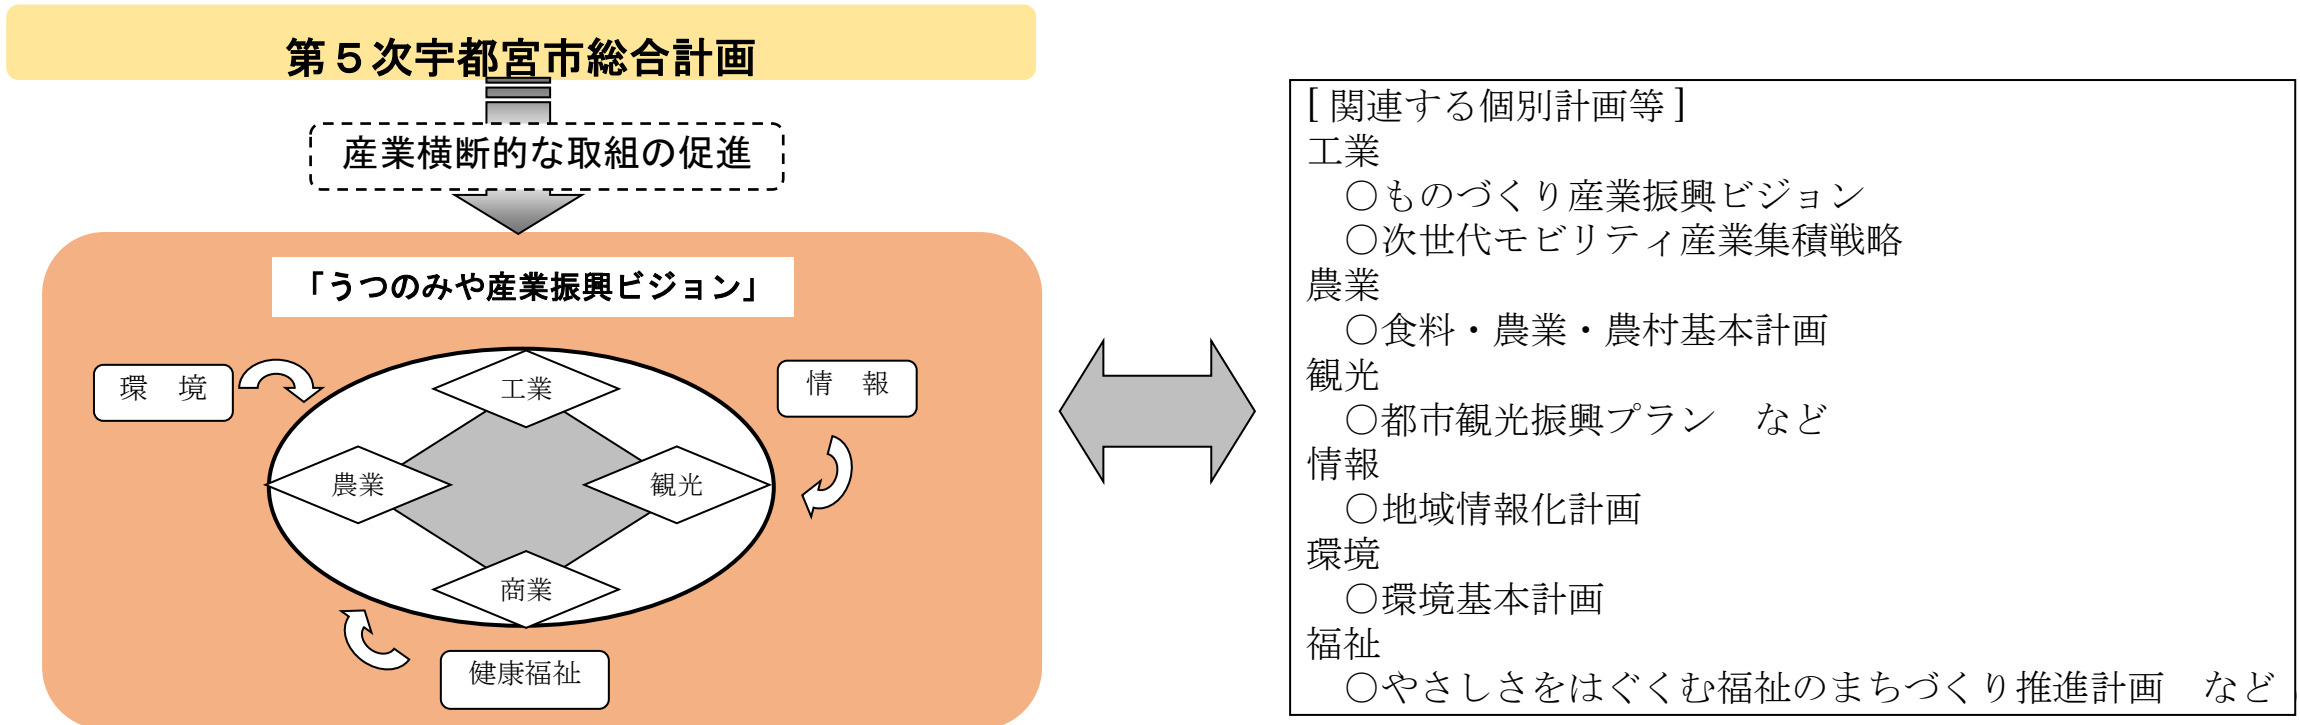 第５次宇都宮市総合計画
産業横断的な取組の促進
「うつのみや産業振興ビジョン」
環　境
情　報
工業
農業
観光
商業
健康福祉
[ 関連する個別計画等 ]
工業
○ものづくり産業振興ビジョン
○次世代モビリティ産業集積戦略
農業
○食料・農業・農村基本計画
観光
○都市観光振興プラン　など
情報
○地域情報化計画
環境
○環境基本計画
福祉
○やさしさをはぐくむ福祉のまちづくり推進計画　など